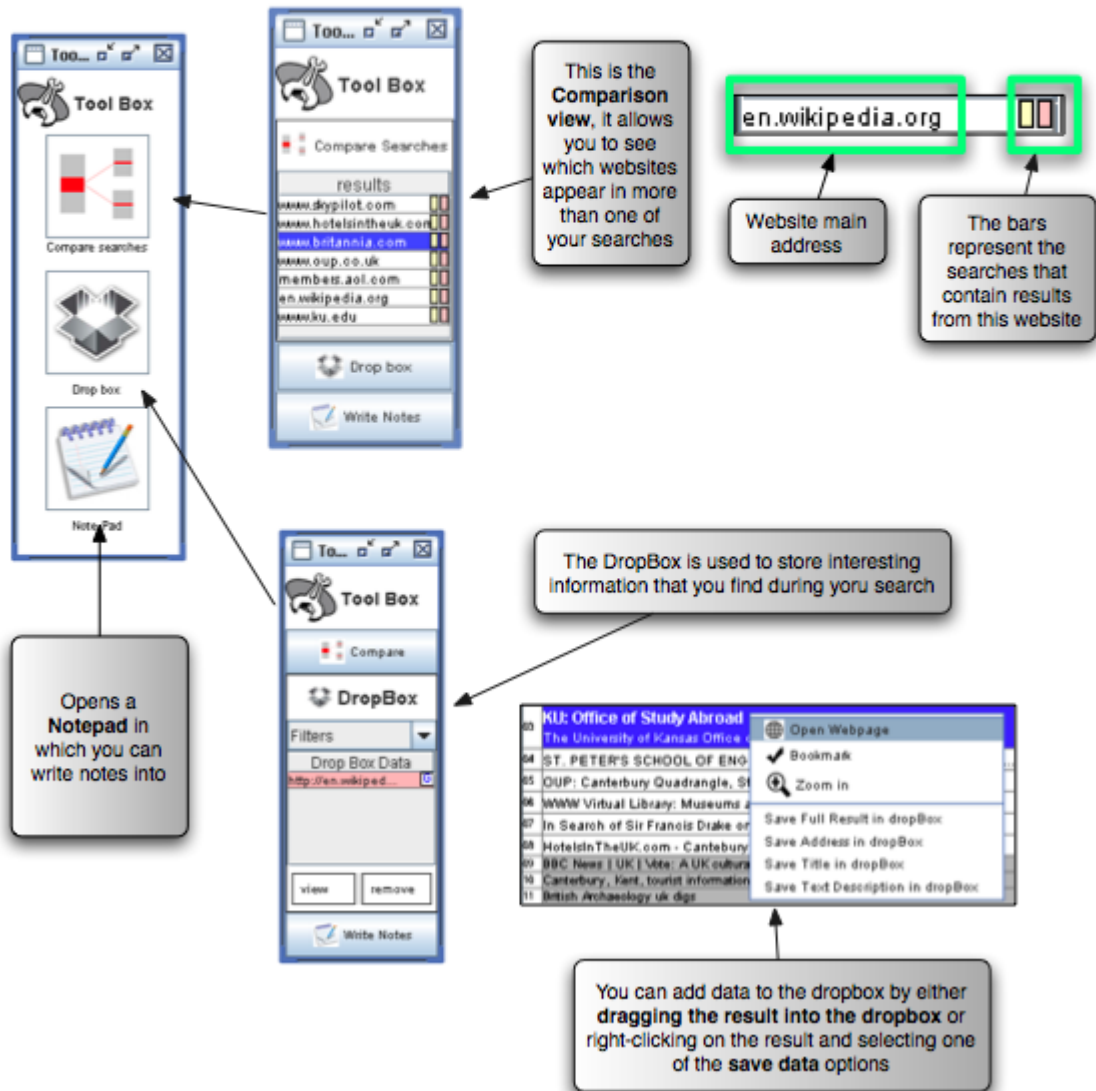 Too...
Tool Box
Compare searches
Drop box
Note Pad
Opens a
Notepad in
which you can
write notes into
Too...
Tool Box
Compare Searches
results
www.skypilot.com
www.hotelsintheuk.com
www.britannia.com
www.oup.co.uk
members.aol.com
en.wikipedia.org
www.ku.edu
Drop box
Write Notes
This is the
Comparison
view, it allows
you to see
which websites
appear in more
than one of
your searches
en.wikipedia.org
Website main
address
The bars
represent the
searches that
contain results
from this website
To...
Tool Box
Compare
DropBox
Filters
Drop Box Data
http://en.wikiped...
view remove
Write Notes
The DropBox is used to store interesting
information that you find during yoru search
03 KU: Office of Study Abroad
The University of Kansas Office
04 ST. PETER'S SCHOOL OF ENG
05 OUP: Canterbury Quadrangle, St
06 WWW Virtual Library: Museums a
07 In Search of Sir Francis Drake or
08 HotelsInTheUK.com - Cantebury
09 BBC News | UK | Vote: A UK cultura
10 Canterbury, Kent, tourist information
11 British Archaeology uk digs
Open Webpage
Bookmark
Zoom in
Save Full Result in dropBox
Save Address in dropBox
Save Title in dropBox
Save Text Description in dropBox
You can add data to the dropbox by either
dragging the result into the dropbox or
right-clicking on the result and selecting one
of the save data options